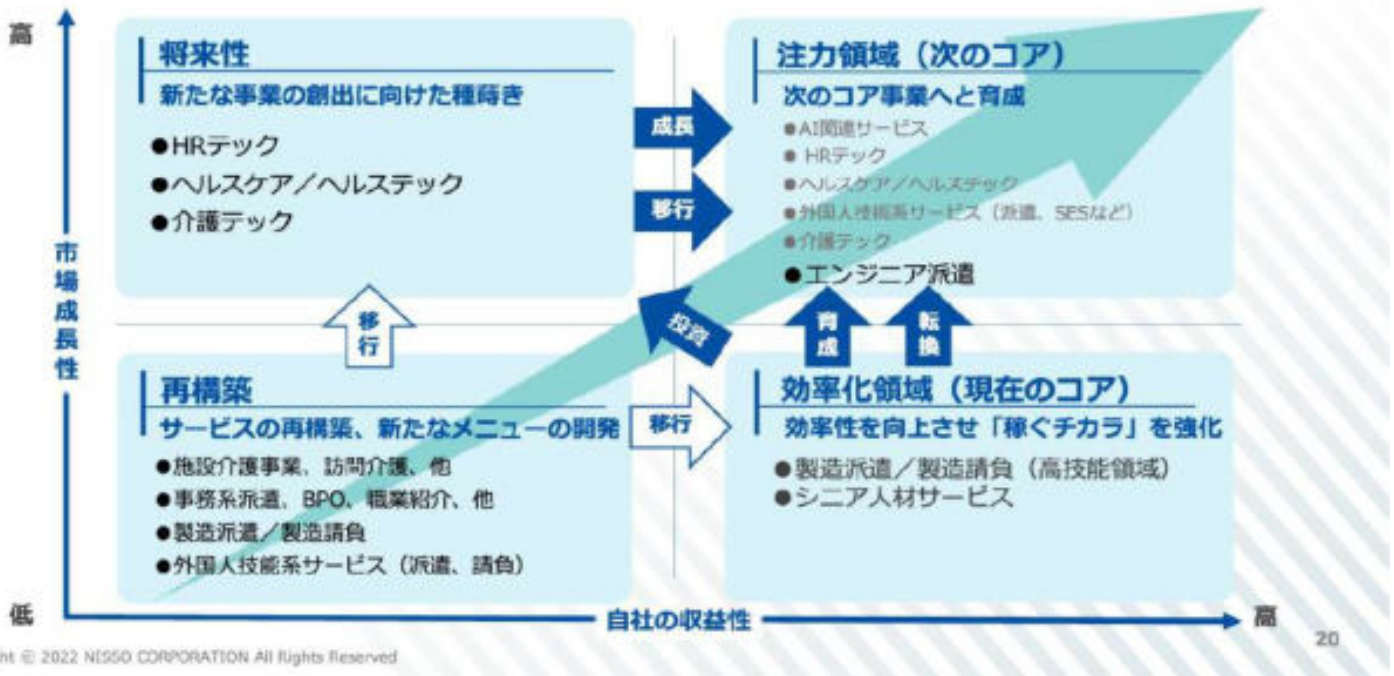 高
市場成長性
低
将来性
新たな事業の創出に向けた種蒔き
●HRテック
●ヘルスケア／ヘルステック
●介護テック
成長
移行
注力領域（次のコア）
次のコア事業へと育成
●AI関連サービス
●HRテック
●ヘルスケア／ヘルステック
●外国人技能系サービス（派遣、SESなど）
●介護テック
●エンジニア派遣
移行
投資
育成
転換
再構築
サービスの再構築、新たなメニューの開発
●施設介護事業、訪問介護、他
●事務系派遣、BPO、職業紹介、他
●製造派遣／製造請負
●外国人技能系サービス（派遣、請負）
移行
効率化領域（現在のコア）
効率性を向上させ「稼ぐチカラ」を強化
●製造派遣／製造請負（高技能領域）
●シニア人材サービス
自社の収益性
高
20
ht © 2022 NISSO CORPORATION All Rights Reserved